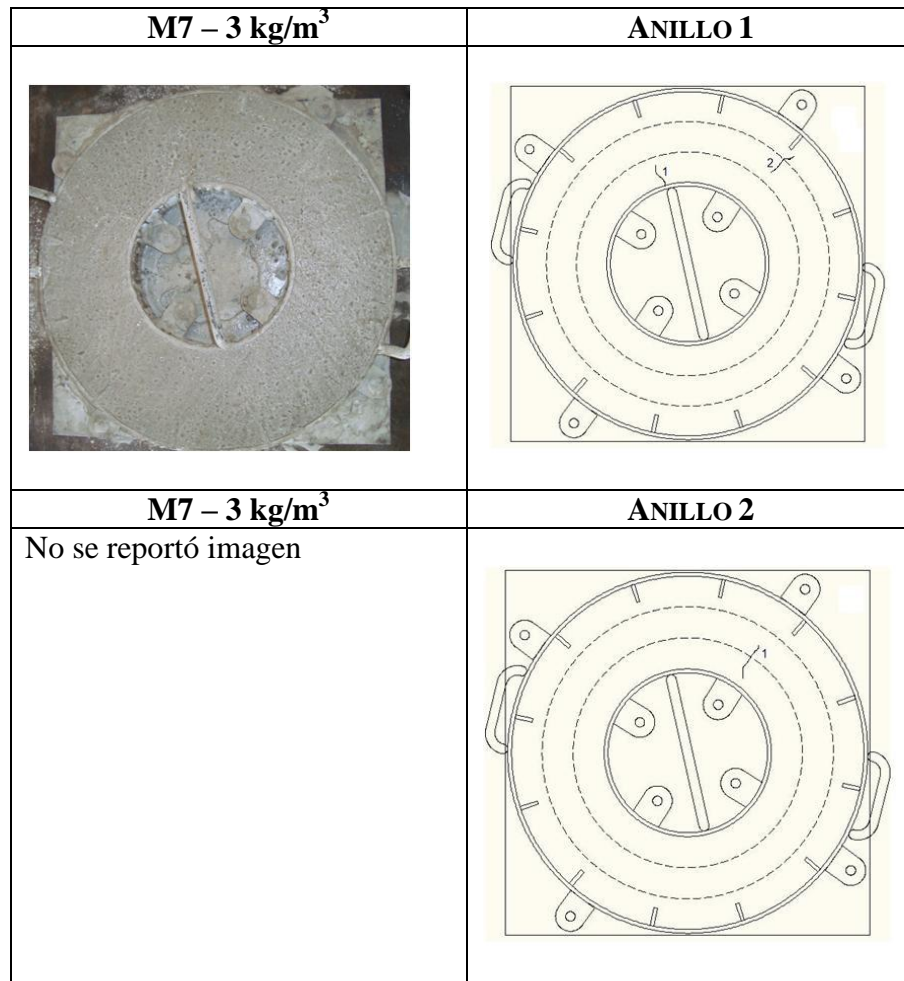 M7 – 3 kg/m³
ANILLO 1
1
2
M7 – 3 kg/m³
ANILLO 2
No se reportó imagen
1